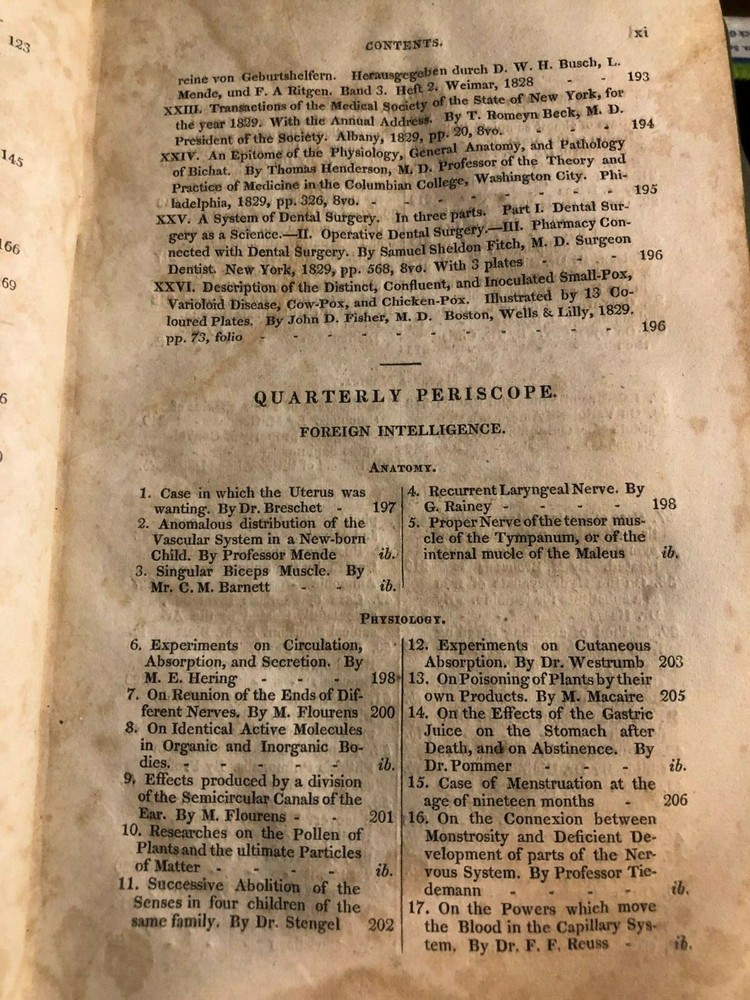 123
145
166
69
6
CONTENTS.
xi
reine von Geburtshelfern. Herausgegeben durch D. W. H. Busch, L.
Mende, und F. A Ritgen. Band 3. Heft 2. Weimar, 1828 - - 193
XXIII. Transactions of the Medical Society of the State of New York, for
the year 1829. With the Annual Address. By T. Romeyn Beck, M. D.
President of the Society. Albany, 1829, pp. 20, 8vo. - - - 194
XXIV. An Epitome of the Physiology, General Anatomy, and Pathology
of Bichat. By Thomas Henderson, M. D. Professor of the Theory and
Practice of Medicine in the Columbian College, Washington City. Phi-
ladelphia, 1829, pp. 326, 8vo. - - - - - - - - 195
XXV. A System of Dental Surgery. In three parts. Part I. Dental Sur-
gery as a Science.—II. Operative Dental Surgery.—III. Pharmacy Con-
nected with Dental Surgery. By Samuel Sheldon Fitch, M. D. Surgeon
Dentist. New York, 1829, pp. 568, 8vo. With 3 plates - - - 196
XXVI. Description of the Distinct, Confluent, and Inoculated Small-Pox,
Varioloid Disease, Cow-Pox, and Chicken-Pox. Illustrated by 13 Co-
loured Plates. By John D. Fisher, M. D. Boston, Wells & Lilly, 1829.
pp. 73, folio - - - - - - - - - - - 196
QUARTERLY PERISCOPE.
FOREIGN INTELLIGENCE.
ANATOMY.
1. Case in which the Uterus was
wanting. By Dr. Breschet - 197
2. Anomalous distribution of the
Vascular System in a New-born
Child. By Professor Mende ib.
3. Singular Biceps Muscle. By
Mr. C. M. Barnett - - ib.
4. Recurrent Laryngeal Nerve. By
G. Rainey - - - - 198
5. Proper Nerve of the tensor mus-
cle of the Tympanum, or of the
internal mucle of the Maleus ib.
PHYSIOLOGY.
6. Experiments on Circulation,
Absorption, and Secretion. By
M. E. Hering - - - 198
7. On Reunion of the Ends of Dif-
ferent Nerves. By M. Flourens 200
8. On Identical Active Molecules
in Organic and Inorganic Bo-
dies. - - - - - ib.
9. Effects produced by a division
of the Semicircular Canals of the
Ear. By M. Flourens - - 201
10. Researches on the Pollen of
Plants and the ultimate Particles
of Matter - - - - ib.
11. Successive Abolition of the
Senses in four children of the
same family. By Dr. Stengel 202
12. Experiments on Cutaneous
Absorption. By Dr. Westrumb 203
13. On Poisoning of Plants by their
own Products. By M. Macaire 205
14. On the Effects of the Gastric
Juice on the Stomach after
Death, and on Abstinence. By
Dr. Pommer - - - ib.
15. Case of Menstruation at the
age of nineteen months - 206
16. On the Connexion between
Monstrosity and Deficient De-
velopment of parts of the Ner-
vous System. By Professor Tie-
demann - - - - ib.
17. On the Powers which move
the Blood in the Capillary Sys-
tem. By Dr. F. F. Reuss - ib.